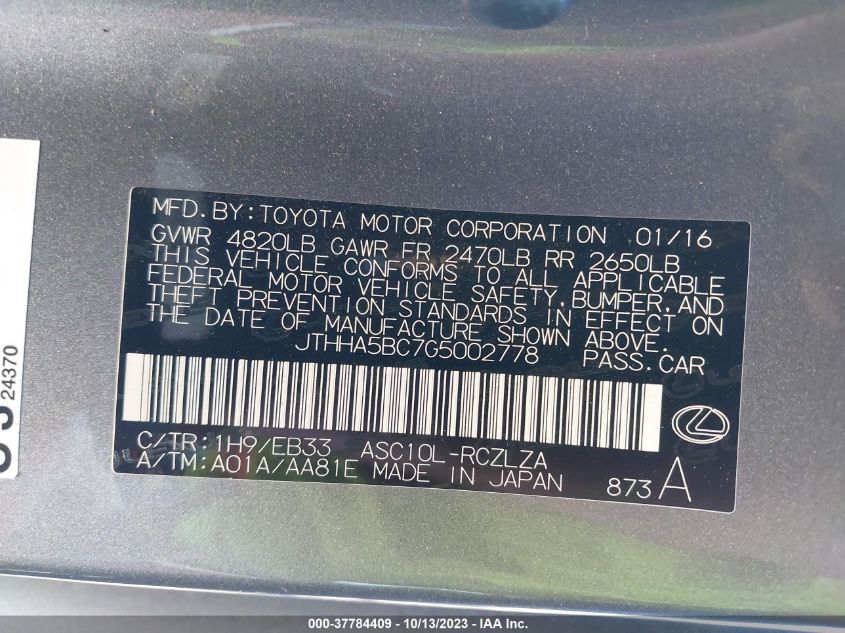 MFD. BY: TOYOTA MOTOR CORPORATION 01/16
GVWR 4820LB GAWR FR 2470LB RR 2650LB
THIS VEHICLE CONFORMS TO ALL APPLICABLE
FEDERAL MOTOR VEHICLE SAFETY, BUMPER, AND
THEFT PREVENTION STANDARDS IN EFFECT ON
THE DATE OF MANUFACTURE SHOWN ABOVE.
JTHHA5BC7G5002778 PASS. CAR
C/TR: 1H9/EB33 ASC10L-RCZLZA
A/TM: A01A/AA81E MADE IN JAPAN 873 A
24370
000-37784409 - 10/13/2023 - © IAA Inc.